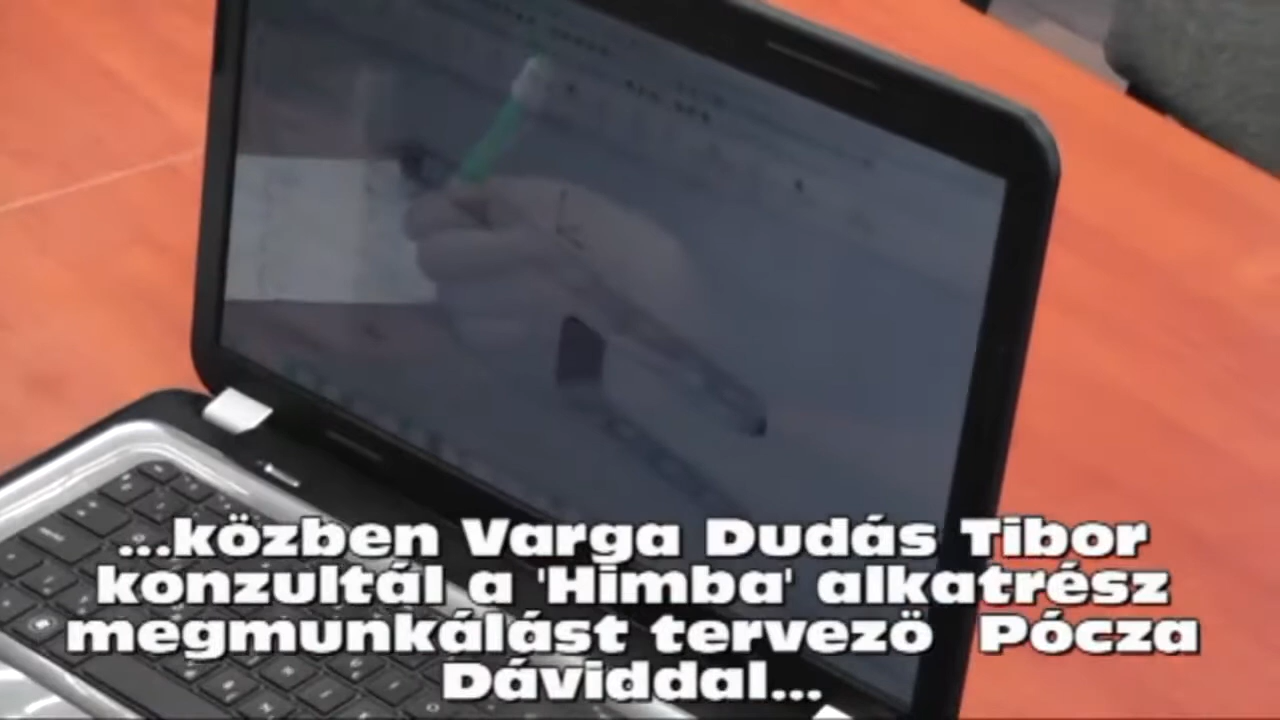 ...közben Varga Dudás Tibor
konzultál a 'Himba' alkatrész
megmunkálást tervezö Pócza
Dáviddal...